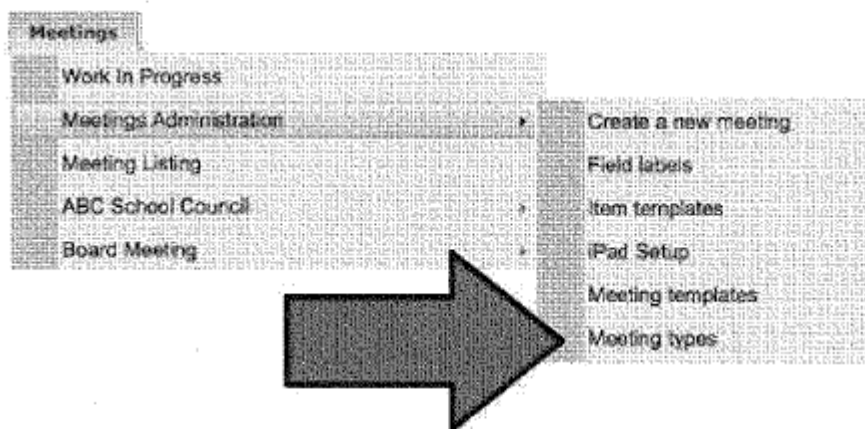 Meetings
Work In Progress
Meetings Administration
Meeting Listing
ABC School Council
Board Meeting
Create a new meeting
Field labels
Item templates
iPad Setup
Meeting templates
Meeting types